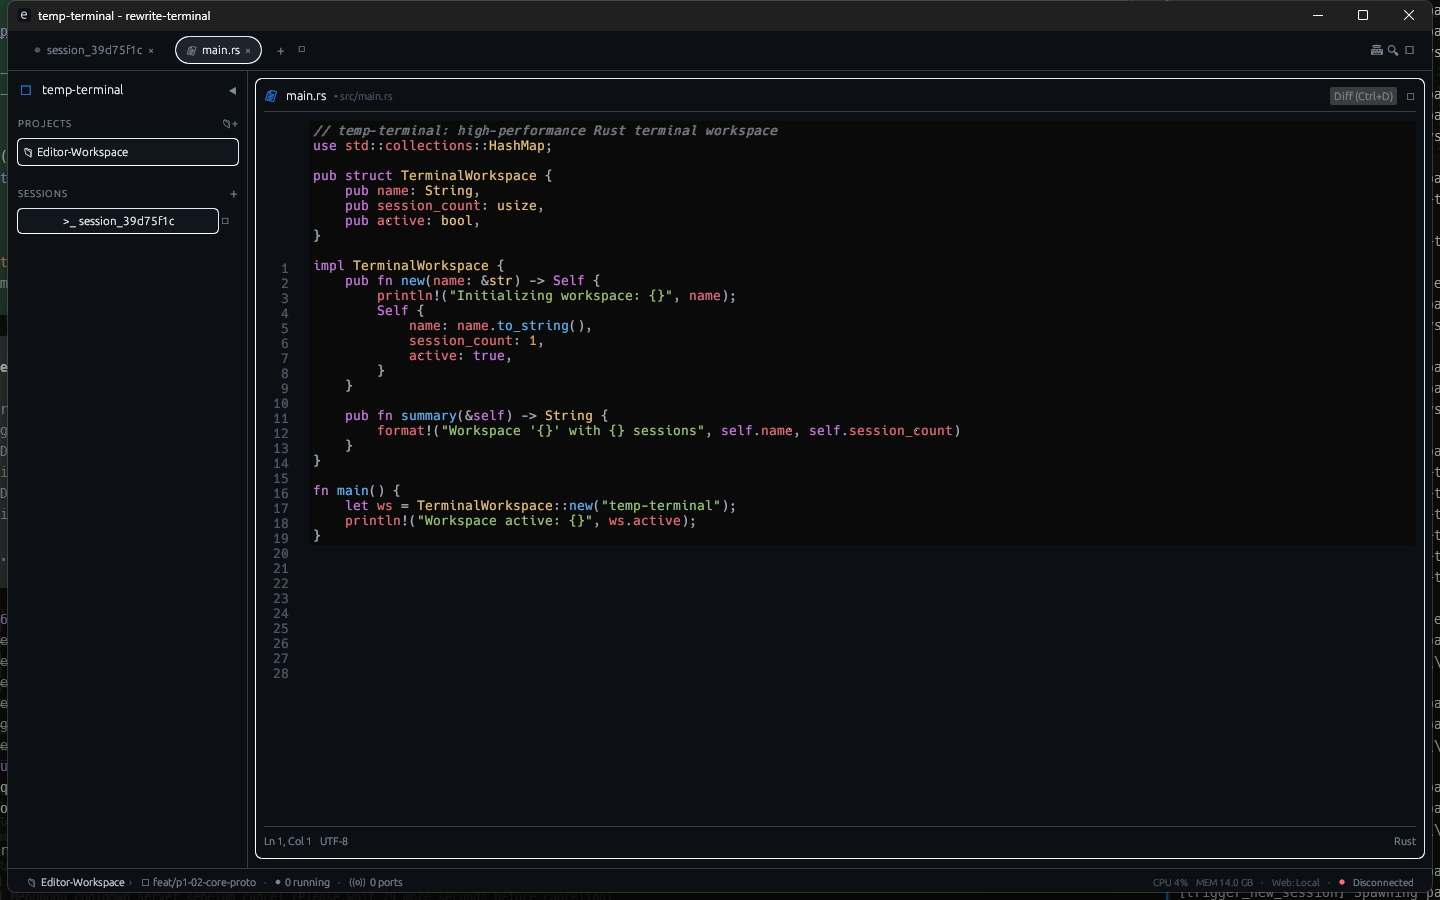 temp-terminal - rewrite-terminal
session_39d75f1c ×
main.rs ×
+
temp-terminal
PROJECTS
Editor-Workspace
SESSIONS
+
>_ session_39d75f1c
main.rs • src/main.rs
Diff (Ctrl+D)
// temp-terminal: high-performance Rust terminal workspace
use std::collections::HashMap;
pub struct TerminalWorkspace {
pub name: String,
pub session_count: usize,
pub active: bool,
}
1 impl TerminalWorkspace {
2 pub fn new(name: &str) -> Self {
3 println!("Initializing workspace: {}", name);
4 Self {
5 name: name.to_string(),
6 session_count: 1,
7 active: true,
8 }
9 }
10
11 pub fn summary(&self) -> String {
12 format!("Workspace '{}' with {} sessions", self.name, self.session_count)
13 }
14 }
15
16 fn main() {
17 let ws = TerminalWorkspace::new("temp-terminal");
18 println!("Workspace active: {}", ws.active);
19 }
20
21
22
23
24
25
26
27
28
Ln 1, Col 1 UTF-8
Rust
Editor-Workspace › feat/p1-02-core-proto · • 0 running · ((o)) 0 ports
CPU 4% MEM 14.0 GB · Web: Local · • Disconnected